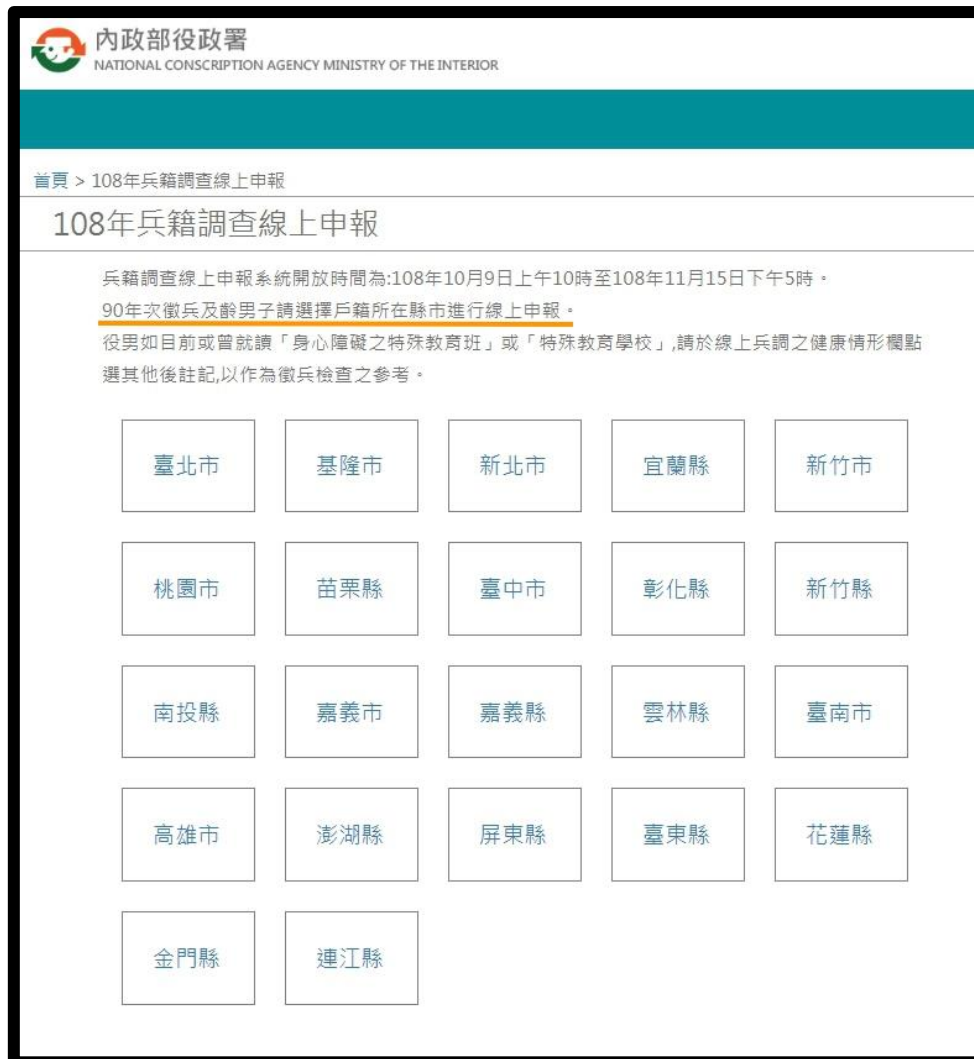 內政部役政署
NATIONAL CONSCRIPTION AGENCY MINISTRY OF THE INTERIOR
首頁 > 108年兵籍調查線上申報
108年兵籍調查線上申報
兵籍調查線上申報系統開放時間為:108年10月9日上午10時至108年11月15日下午5時。
90年次徵兵及齡男子請選擇戶籍所在縣市進行線上申報。
役男如目前或曾就讀「身心障礙之特殊教育班」或「特殊教育學校」,請於線上兵調之健康情形欄點
選其他後註記,以作為徵兵檢查之參考。
臺北市 基隆市 新北市 宜蘭縣 新竹市
桃園市 苗栗縣 臺中市 彰化縣 新竹縣
南投縣 嘉義市 嘉義縣 雲林縣 臺南市
高雄市 澎湖縣 屏東縣 臺東縣 花蓮縣
金門縣 連江縣